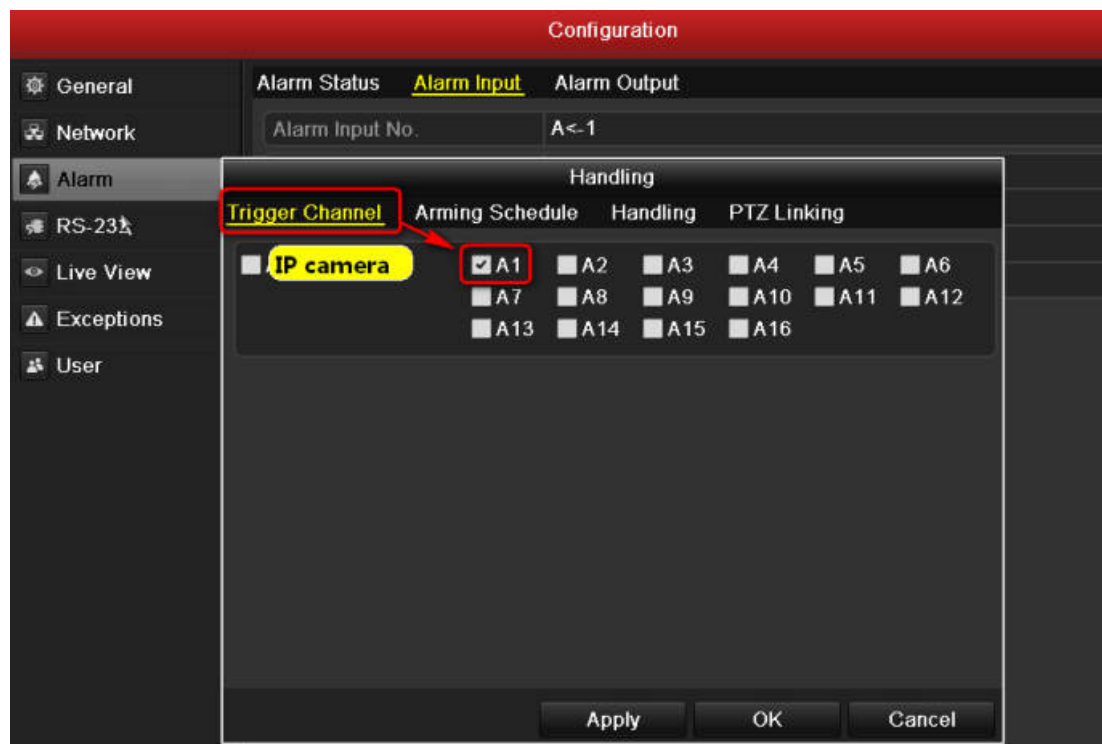 Configuration
General
Alarm Status Alarm Input Alarm Output
Network
Alarm Input No. A<-1
Alarm
Handling
Trigger Channel Arming Schedule Handling PTZ Linking
RS-232
IP camera A1 A2 A3 A4 A5 A6
Live View
A7 A8 A9 A10 A11 A12
Exceptions
A13 A14 A15 A16
User
Apply OK Cancel